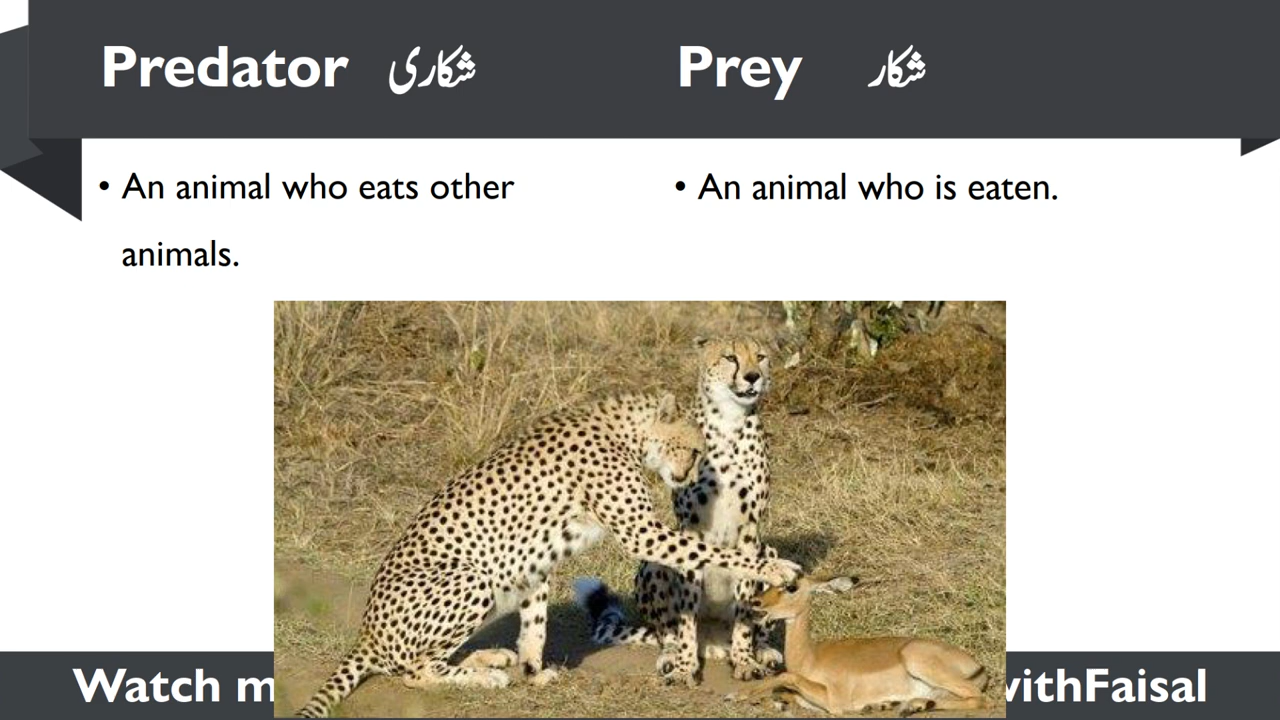 Predator شکاری
Prey شکار
• An animal who eats other
animals.
• An animal who is eaten.
Watch m
withFaisal